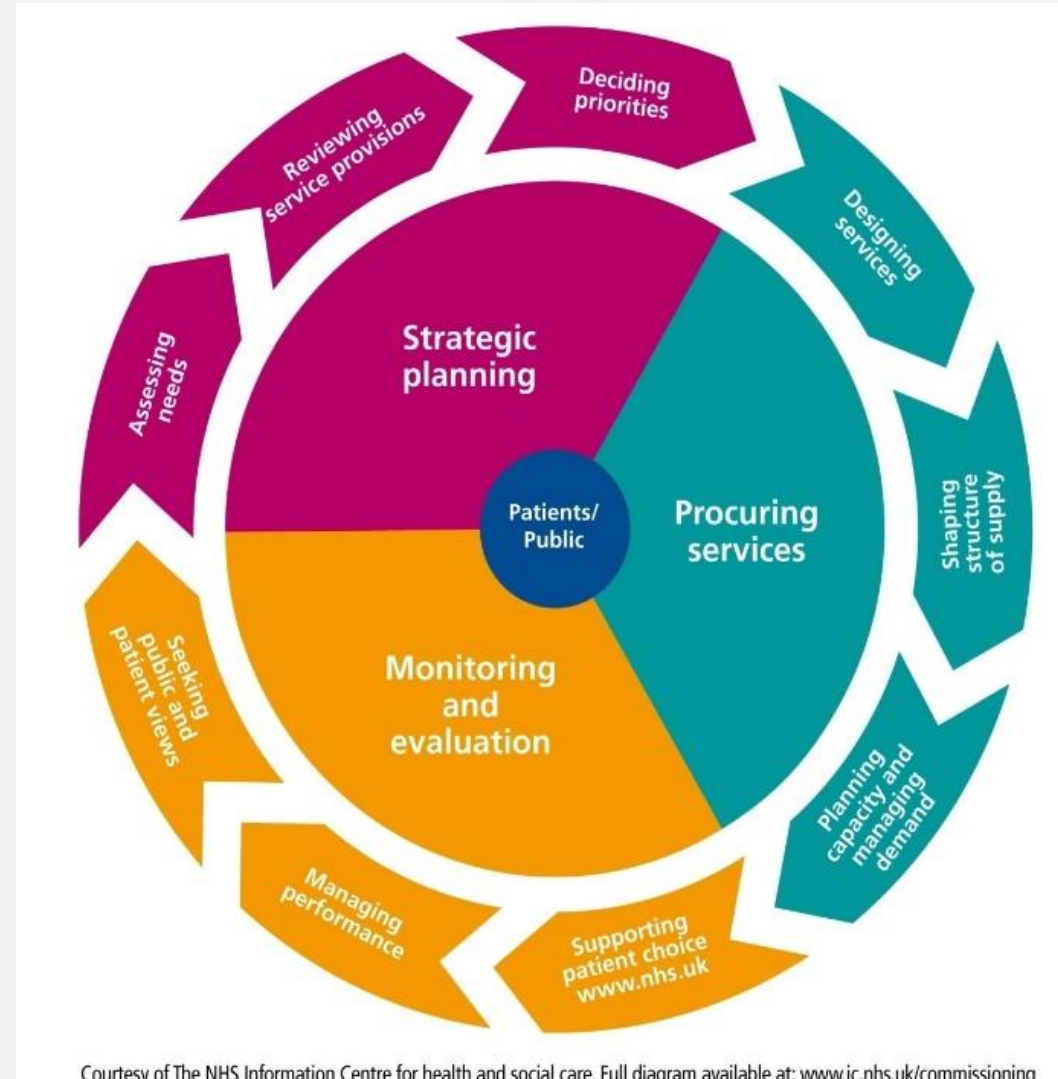 Deciding
priorities
Designing
services
Shaping
structure
of supply
Planning
capacity and
managing
demand
Supporting
patient choice
www.nhs.uk
Managing
performance
Seeking
public and
patient views
Assessing
needs
Reviewing
service provisions
Strategic
planning
Procuring
services
Monitoring
and
evaluation
Patients/
Public
Courtesy of The NHS Information Centre for health and social care. Full diagram available at: www.ic.nhs.uk/commissioning